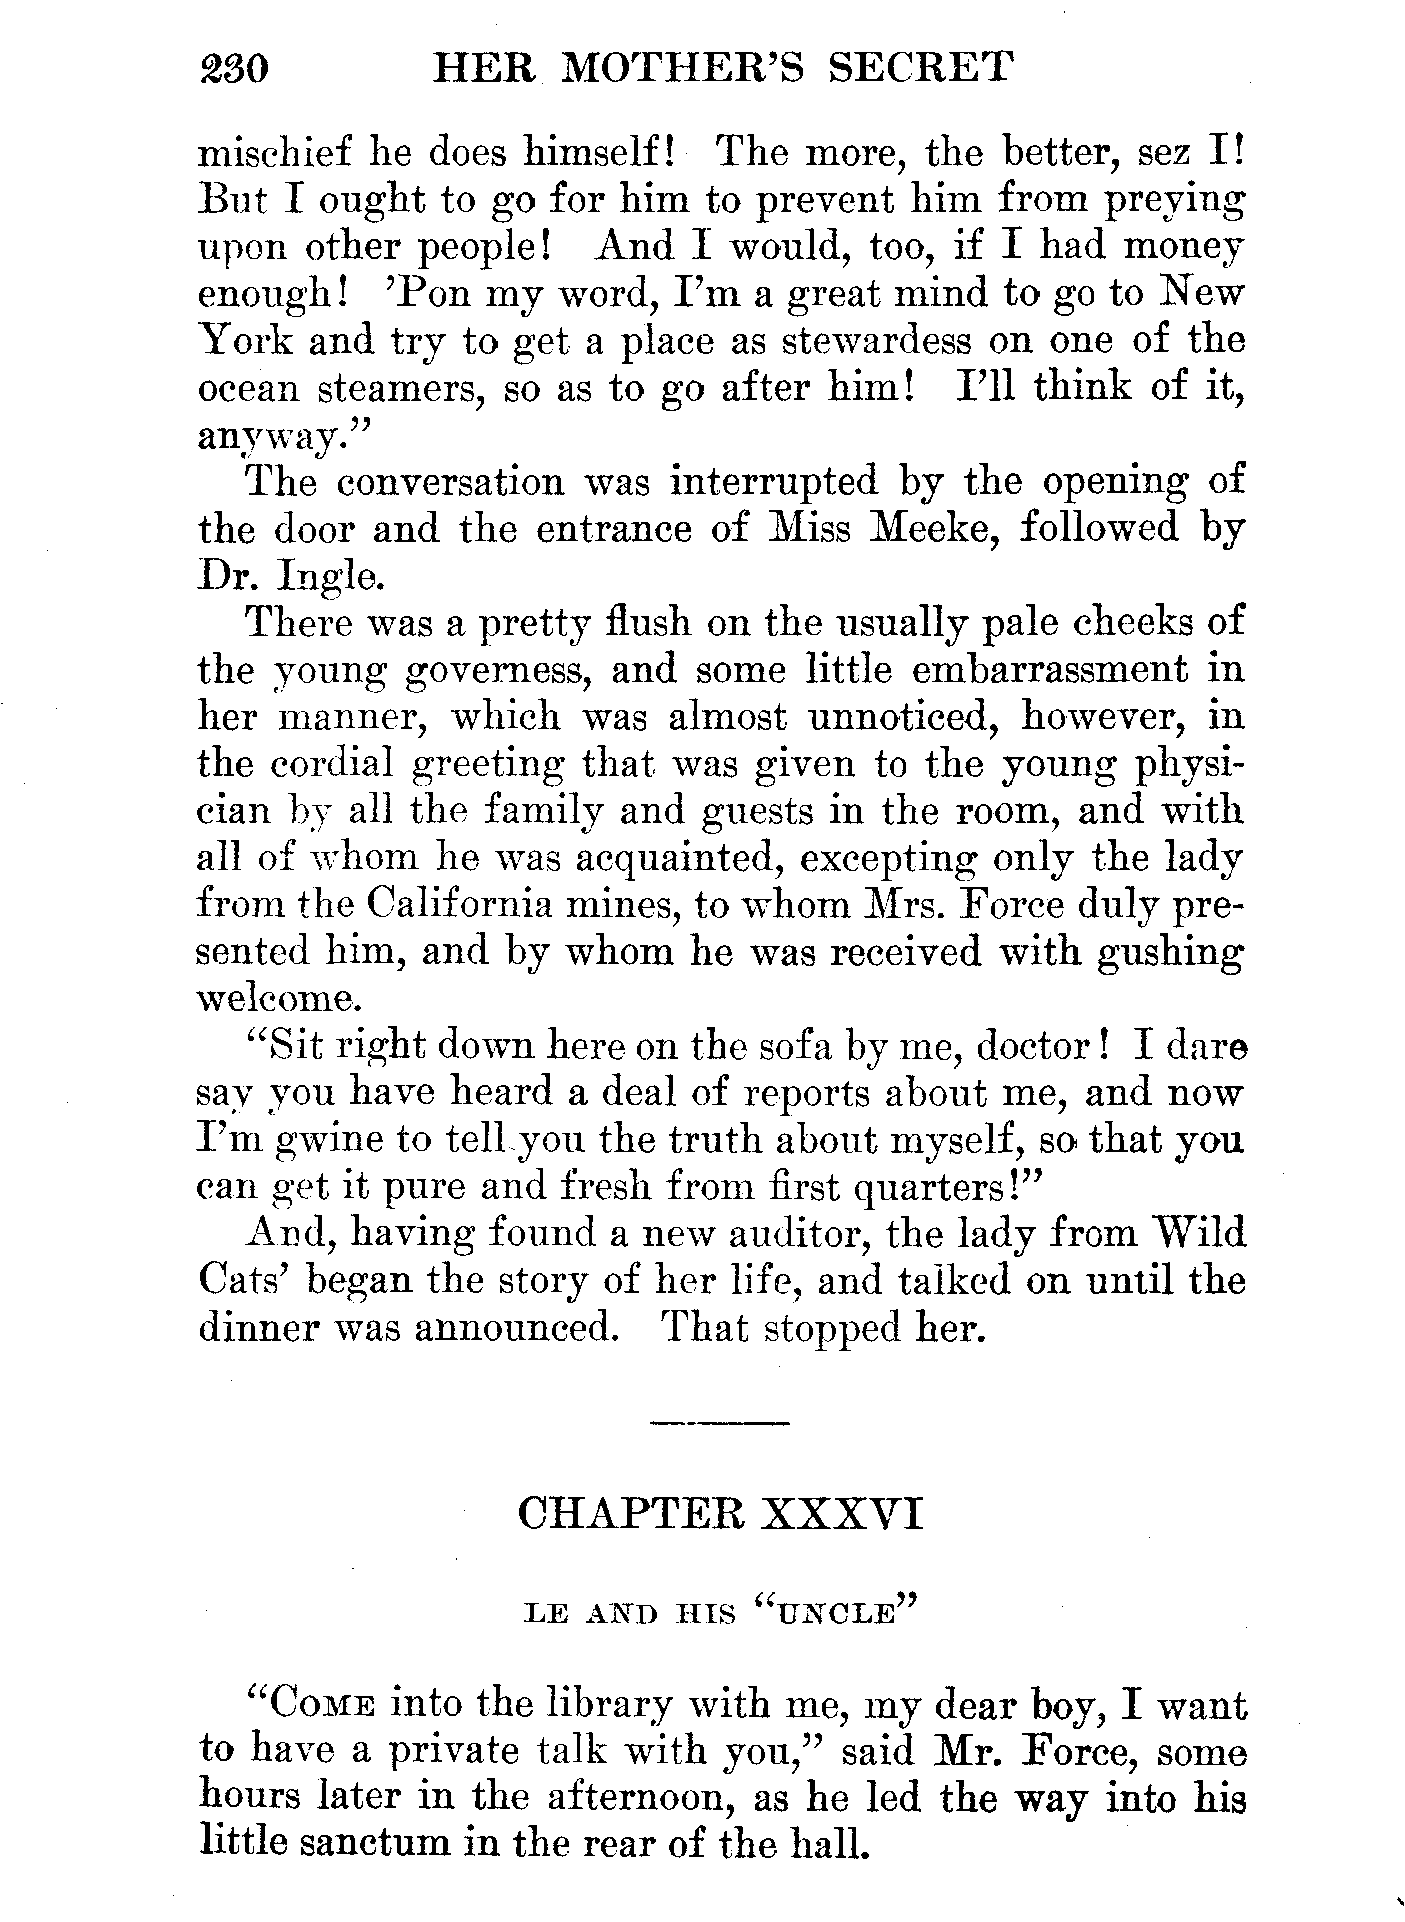 230 HER MOTHER'S SECRET
mischief he does himself! The more, the better, sez I!
But I ought to go for him to prevent him from preying
upon other people! And I would, too, if I had money
enough! 'Pon my word, I'm a great mind to go to New
York and try to get a place as stewardess on one of the
ocean steamers, so as to go after him! I'll think of it,
anyway."
The conversation was interrupted by the opening of
the door and the entrance of Miss Meeke, followed by
Dr. Ingle.
There was a pretty flush on the usually pale cheeks of
the young governess, and some little embarrassment in
her manner, which was almost unnoticed, however, in
the cordial greeting that was given to the young physi-
cian by all the family and guests in the room, and with
all of whom he was acquainted, excepting only the lady
from the California mines, to whom Mrs. Force duly pre-
sented him, and by whom he was received with gushing
welcome.
"Sit right down here on the sofa by me, doctor! I dare
say you have heard a deal of reports about me, and now
I'm gwine to tell you the truth about myself, so that you
can get it pure and fresh from first quarters!"
And, having found a new auditor, the lady from Wild
Cats' began the story of her life, and talked on until the
dinner was announced. That stopped her.
CHAPTER XXXVI
LE AND HIS "UNCLE"
"COME into the library with me, my dear boy, I want
to have a private talk with you," said Mr. Force, some
hours later in the afternoon, as he led the way into his
little sanctum in the rear of the hall.